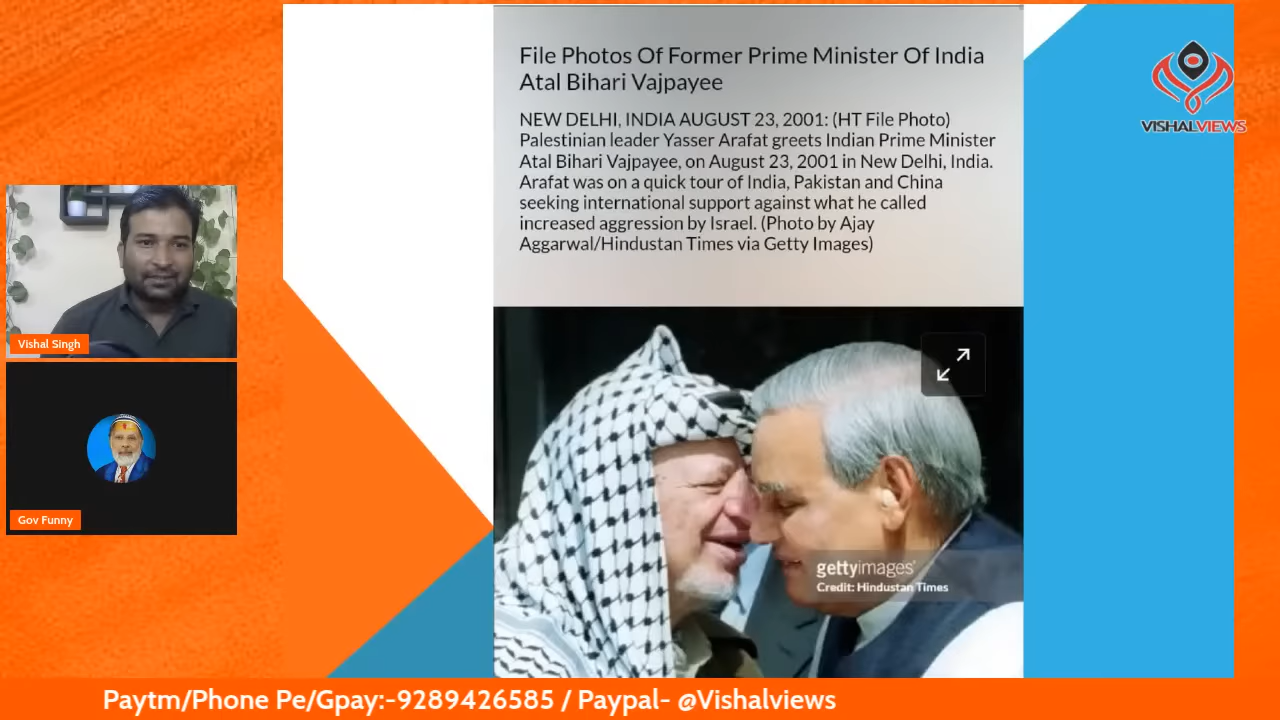 File Photos Of Former Prime Minister Of India
Atal Bihari Vajpayee
NEW DELHI, INDIA AUGUST 23, 2001: (HT File Photo)
Palestinian leader Yasser Arafat greets Indian Prime Minister
Atal Bihari Vajpayee, on August 23, 2001 in New Delhi, India.
Arafat was on a quick tour of India, Pakistan and China
seeking international support against what he called
increased aggression by Israel. (Photo by Ajay
Aggarwal/Hindustan Times via Getty Images)
VISHALVIEWS
Vishal Singh
Gov Funny
gettyimages
Credit: Hindustan Times
Paytm/Phone Pe/Gpay:-9289426585 / Paypal- @Vishalviews